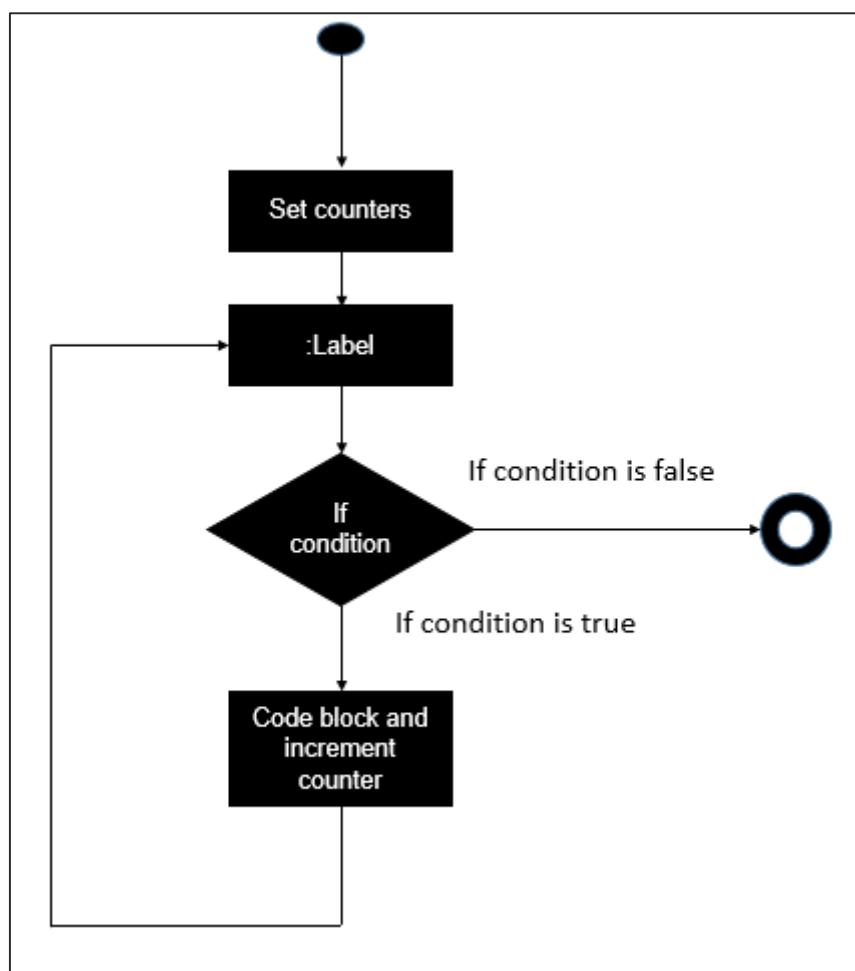 Set counters
:Label
If condition is false
If
condition
If condition is true
Code block and
increment
counter